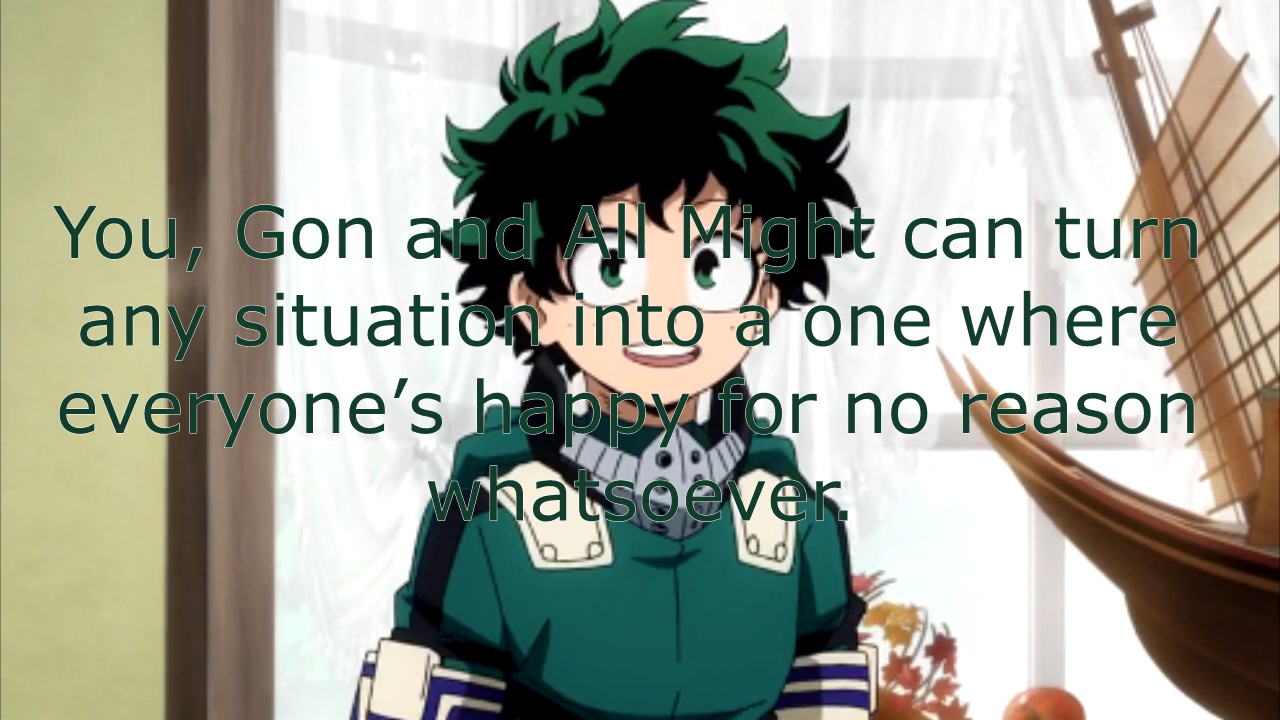 You, Gon and All Might can turn
any situation into a one where
everyone’s happy for no reason
whatsoever.